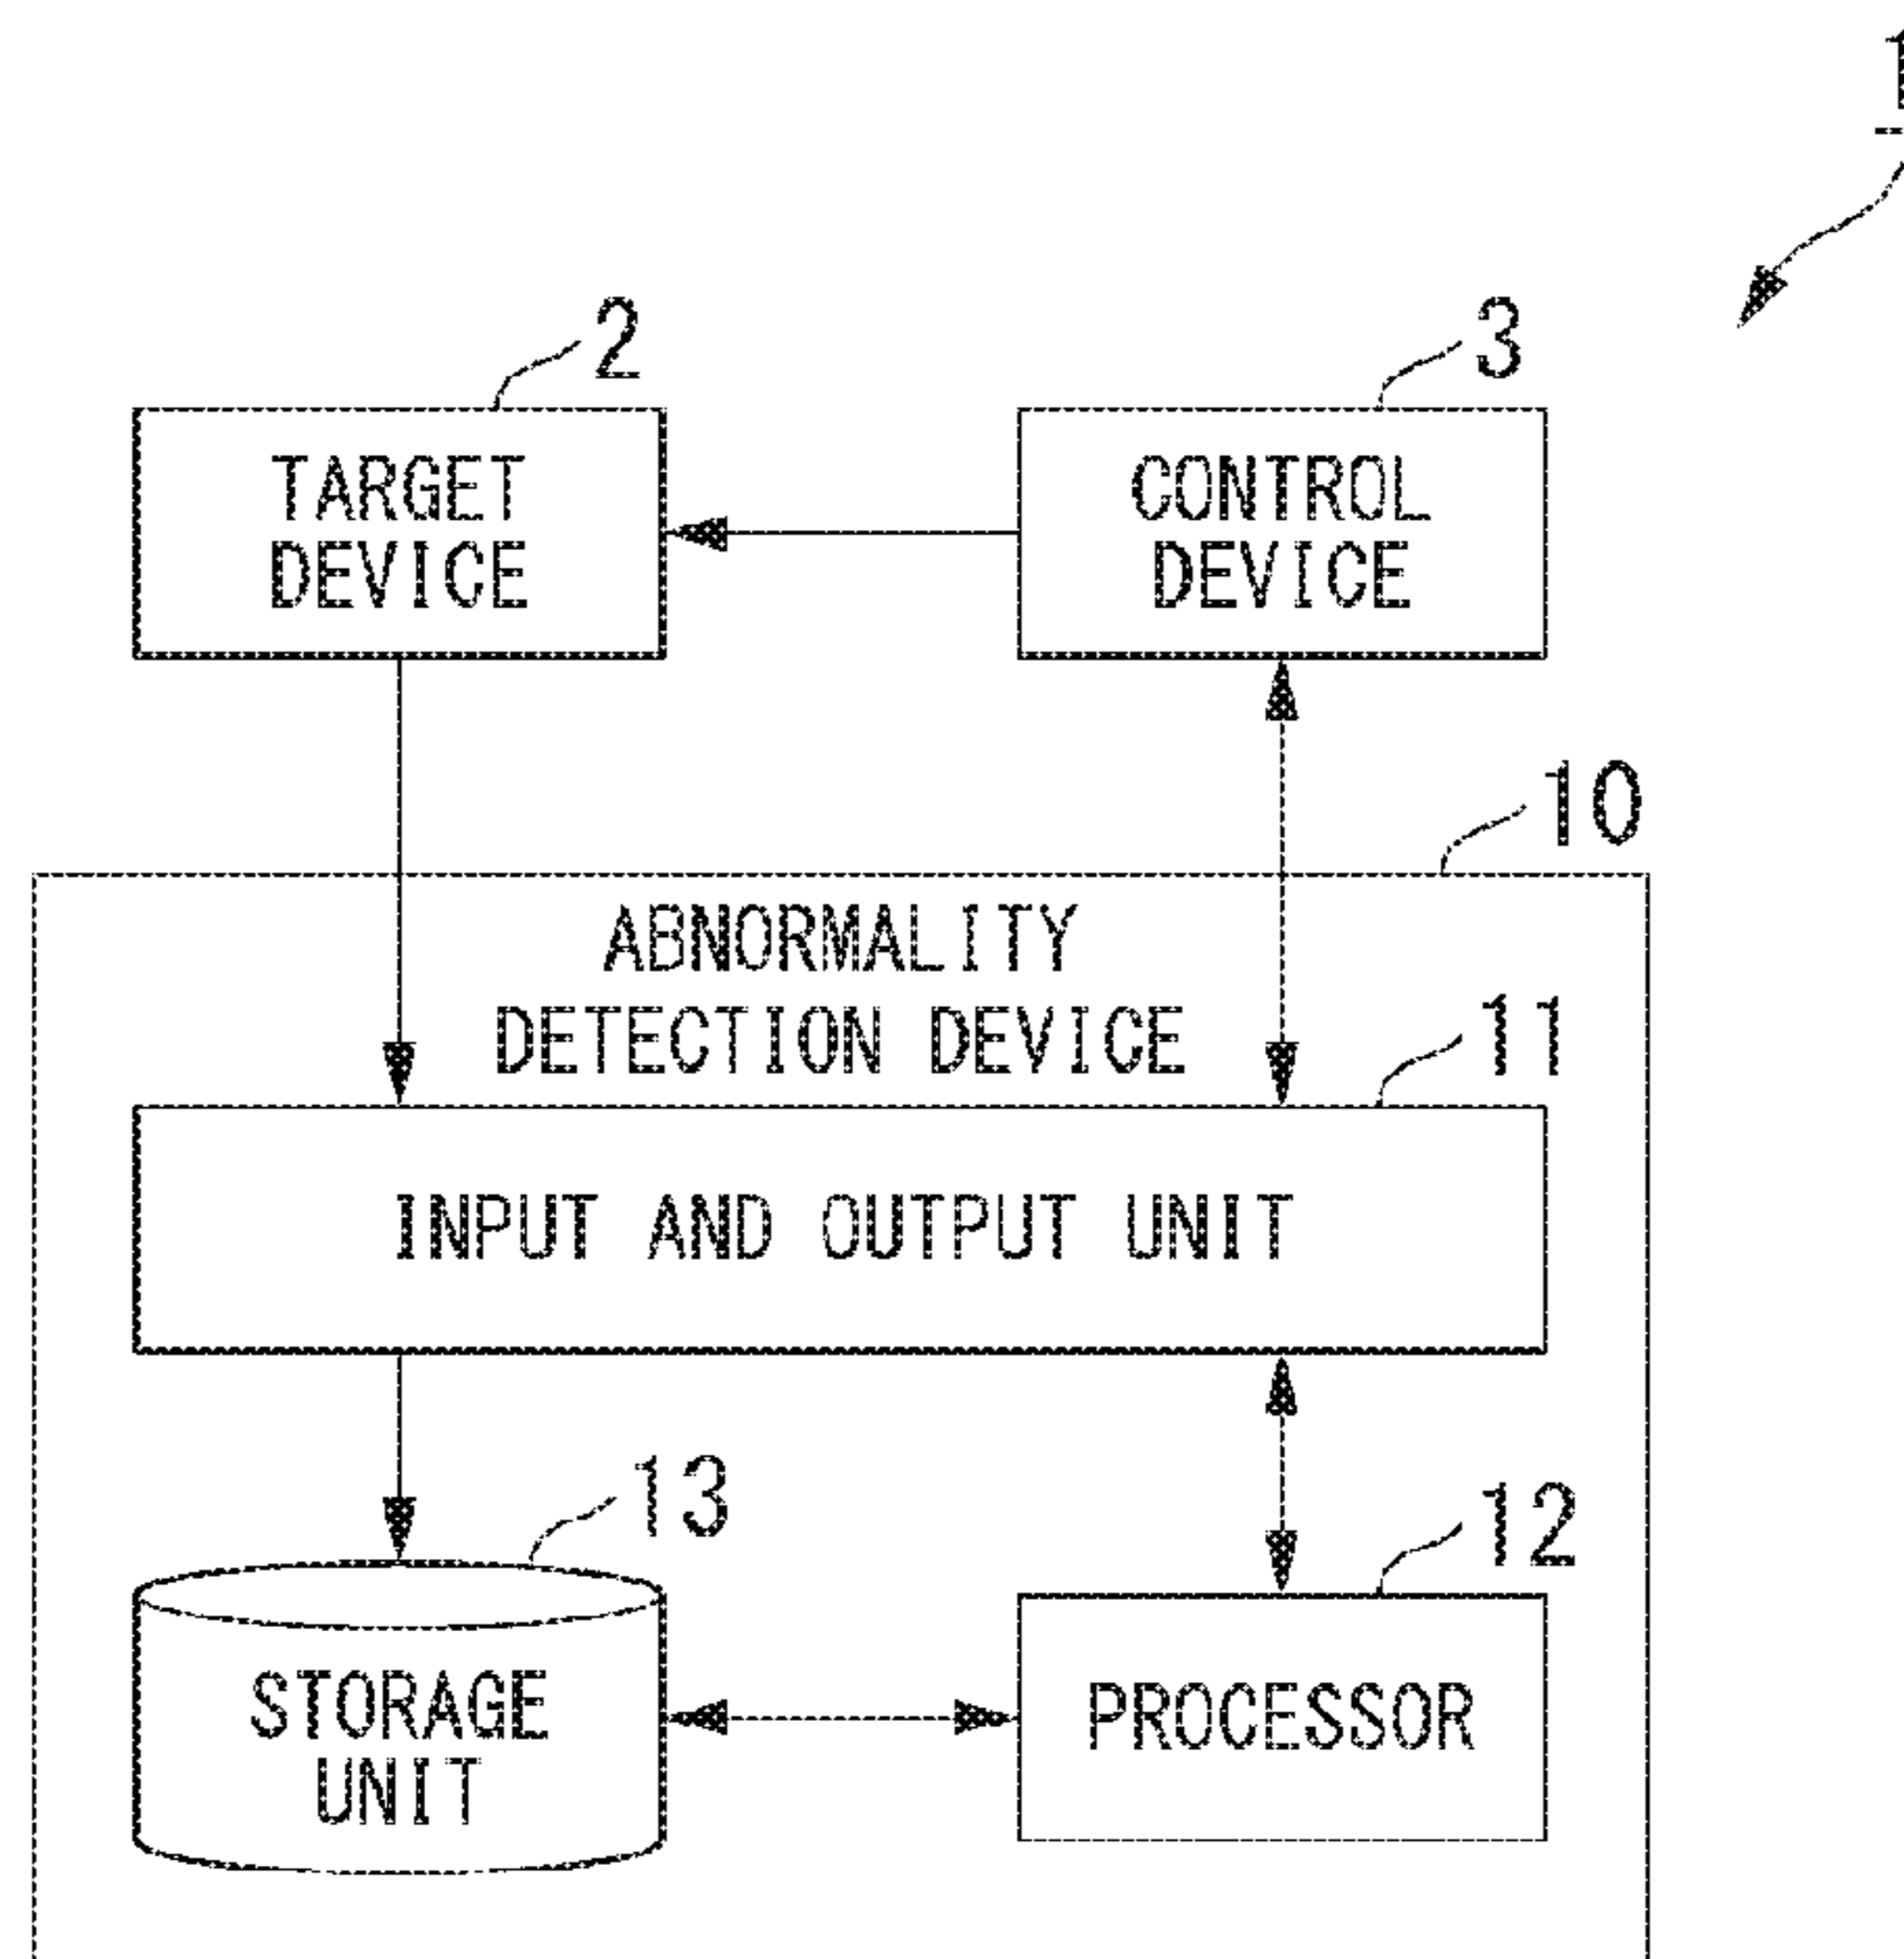 1
2
3
TARGET
DEVICE
CONTROL
DEVICE
10
ABNORMALITY
DETECTION DEVICE
11
INPUT AND OUTPUT UNIT
13
12
STORAGE
UNIT
PROCESSOR